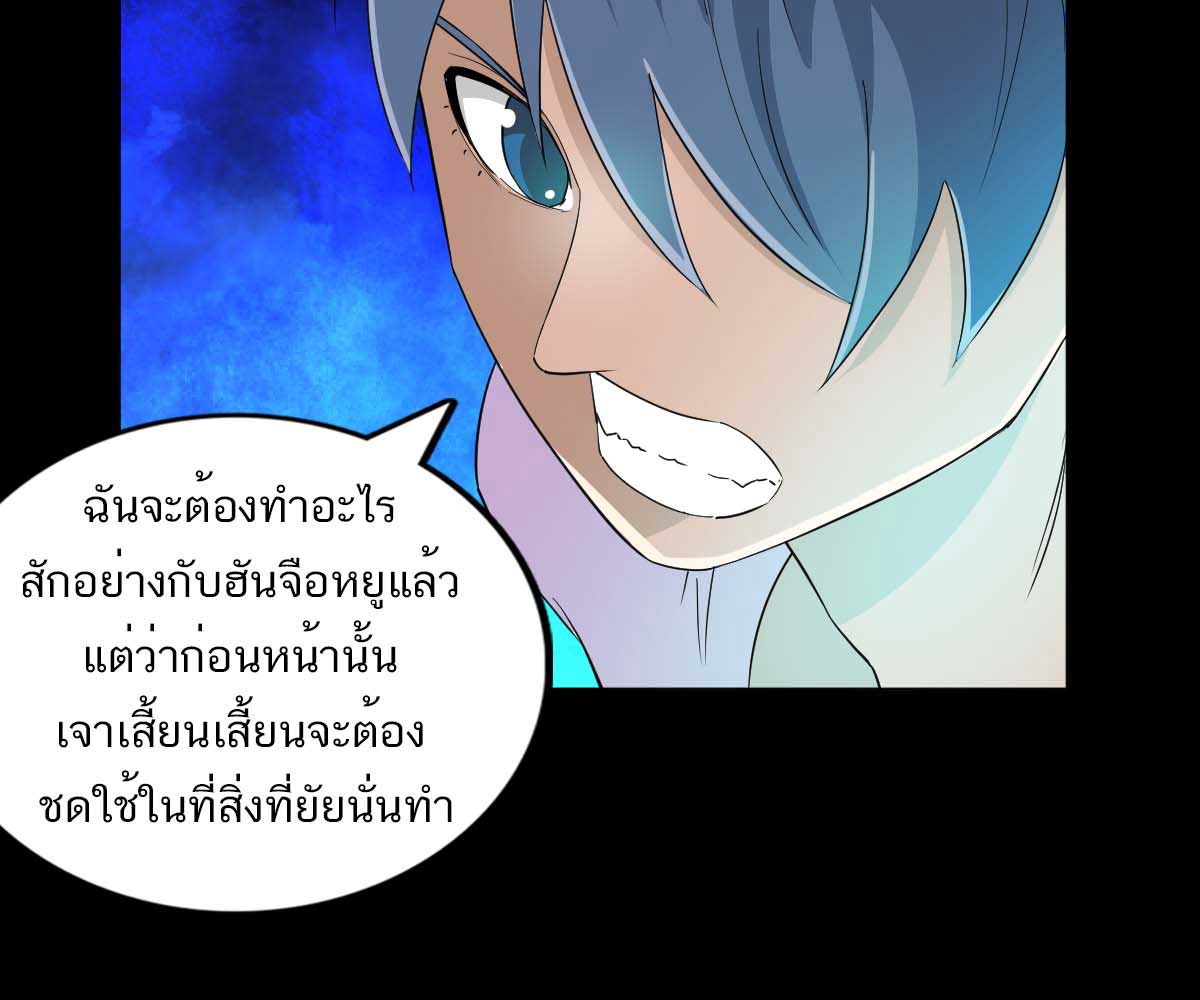 ฉันจะต้องทำอะไร
สักอย่างกับฮันจือหยูแล้ว
แต่ว่าก่อนหน้านั้น
เจาเสี้ยนเสี้ยนจะต้อง
ชดใช้ในที่สิ่งที่ยัยนั่นทำ